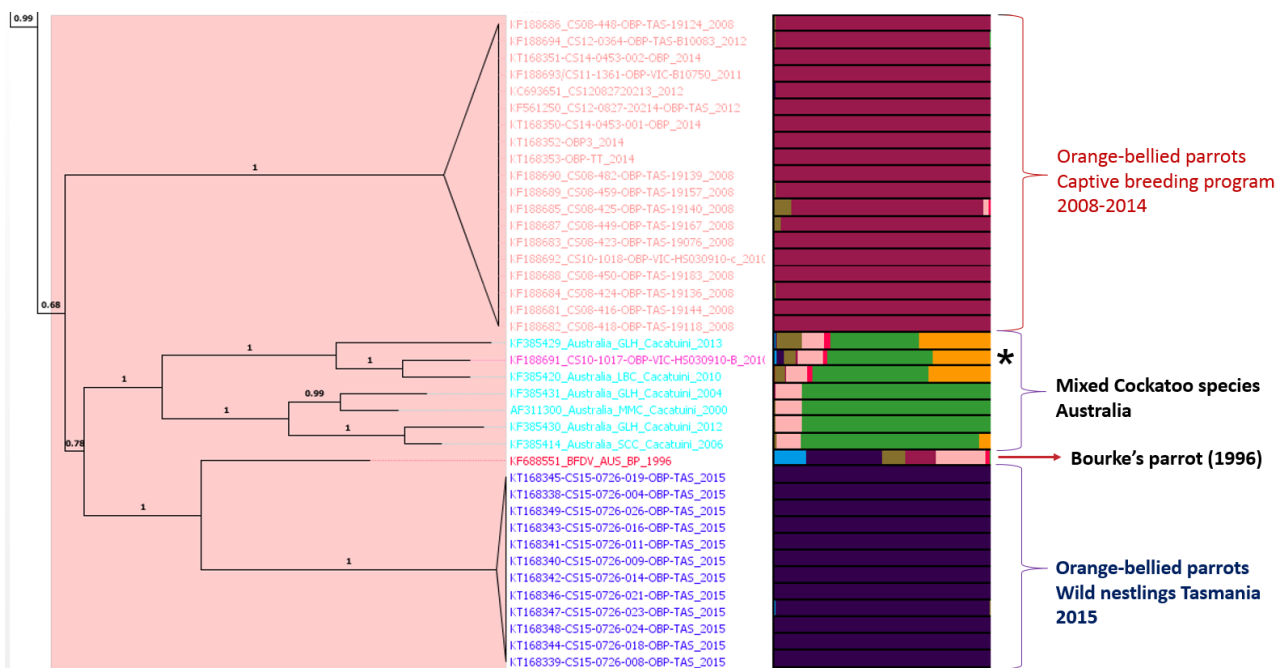 0.99
KF188686_CS08-448-OBP-TAS-19124_2008
KF188694_CS12-0364-OBP-TAS-B10083_2012
KT168351-CS14-0453-002-OBP_2014
KF188693/CS11-1361-OBP-VIC-B10750_2011
KC693651_CS12082720213_2012
KF561250_CS12-0827-20214-OBP-TAS_2012
KT168350-CS14-0453-001-OBP_2014
KT168352-OBP3_2014
KT168353-OBP-TT_2014
1
KF188690_CS08-482-OBP-TAS-19139_2008
KF188689_CS08-459-OBP-TAS-19157_2008
KF188685_CS08-425-OBP-TAS-19140_2008
KF188687_CS08-449-OBP-TAS-19167_2008
KF188683_CS08-423-OBP-TAS-19076_2008
KF188692_CS10-1018-OBP-VIC-HS030910-c_2010
KF188688_CS08-450-OBP-TAS-19183_2008
KF188684_CS08-424-OBP-TAS-19136_2008
KF188681_CS08-416-OBP-TAS-19144_2008
KF188682_CS08-418-OBP-TAS-19118_2008
Orange-bellied parrots
Captive breeding program
2008-2014
0.68
1
KF385429_Australia_GLH_Cacatuini_2013
1
KF188691_CS10-1017-OBP-VIC-HS030910-B_2010
*
KF385420_Australia_LBC_Cacatuini_2010
1
0.99
KF385431_Australia_GLH_Cacatuini_2004
1
AF311300_Australia_MMC_Cacatuini_2000
1
KF385430_Australia_GLH_Cacatuini_2012
KF385414_Australia_SCC_Cacatuini_2006
Mixed Cockatoo species
Australia
0.78
KF688551_BFDV_AUS_BP_1996
Bourke's parrot (1996)
1
KT168345-CS15-0726-019-OBP-TAS_2015
KT168338-CS15-0726-004-OBP-TAS_2015
KT168349-CS15-0726-026-OBP-TAS_2015
KT168343-CS15-0726-016-OBP-TAS_2015
KT168341-CS15-0726-011-OBP-TAS_2015
1
KT168340-CS15-0726-009-OBP-TAS_2015
KT168342-CS15-0726-014-OBP-TAS_2015
KT168346-CS15-0726-021-OBP-TAS_2015
KT168347-CS15-0726-023-OBP-TAS_2015
KT168348-CS15-0726-024-OBP-TAS_2015
KT168344-CS15-0726-018-OBP-TAS_2015
KT168339-CS15-0726-008-OBP-TAS_2015
Orange-bellied parrots
Wild nestlings Tasmania
2015